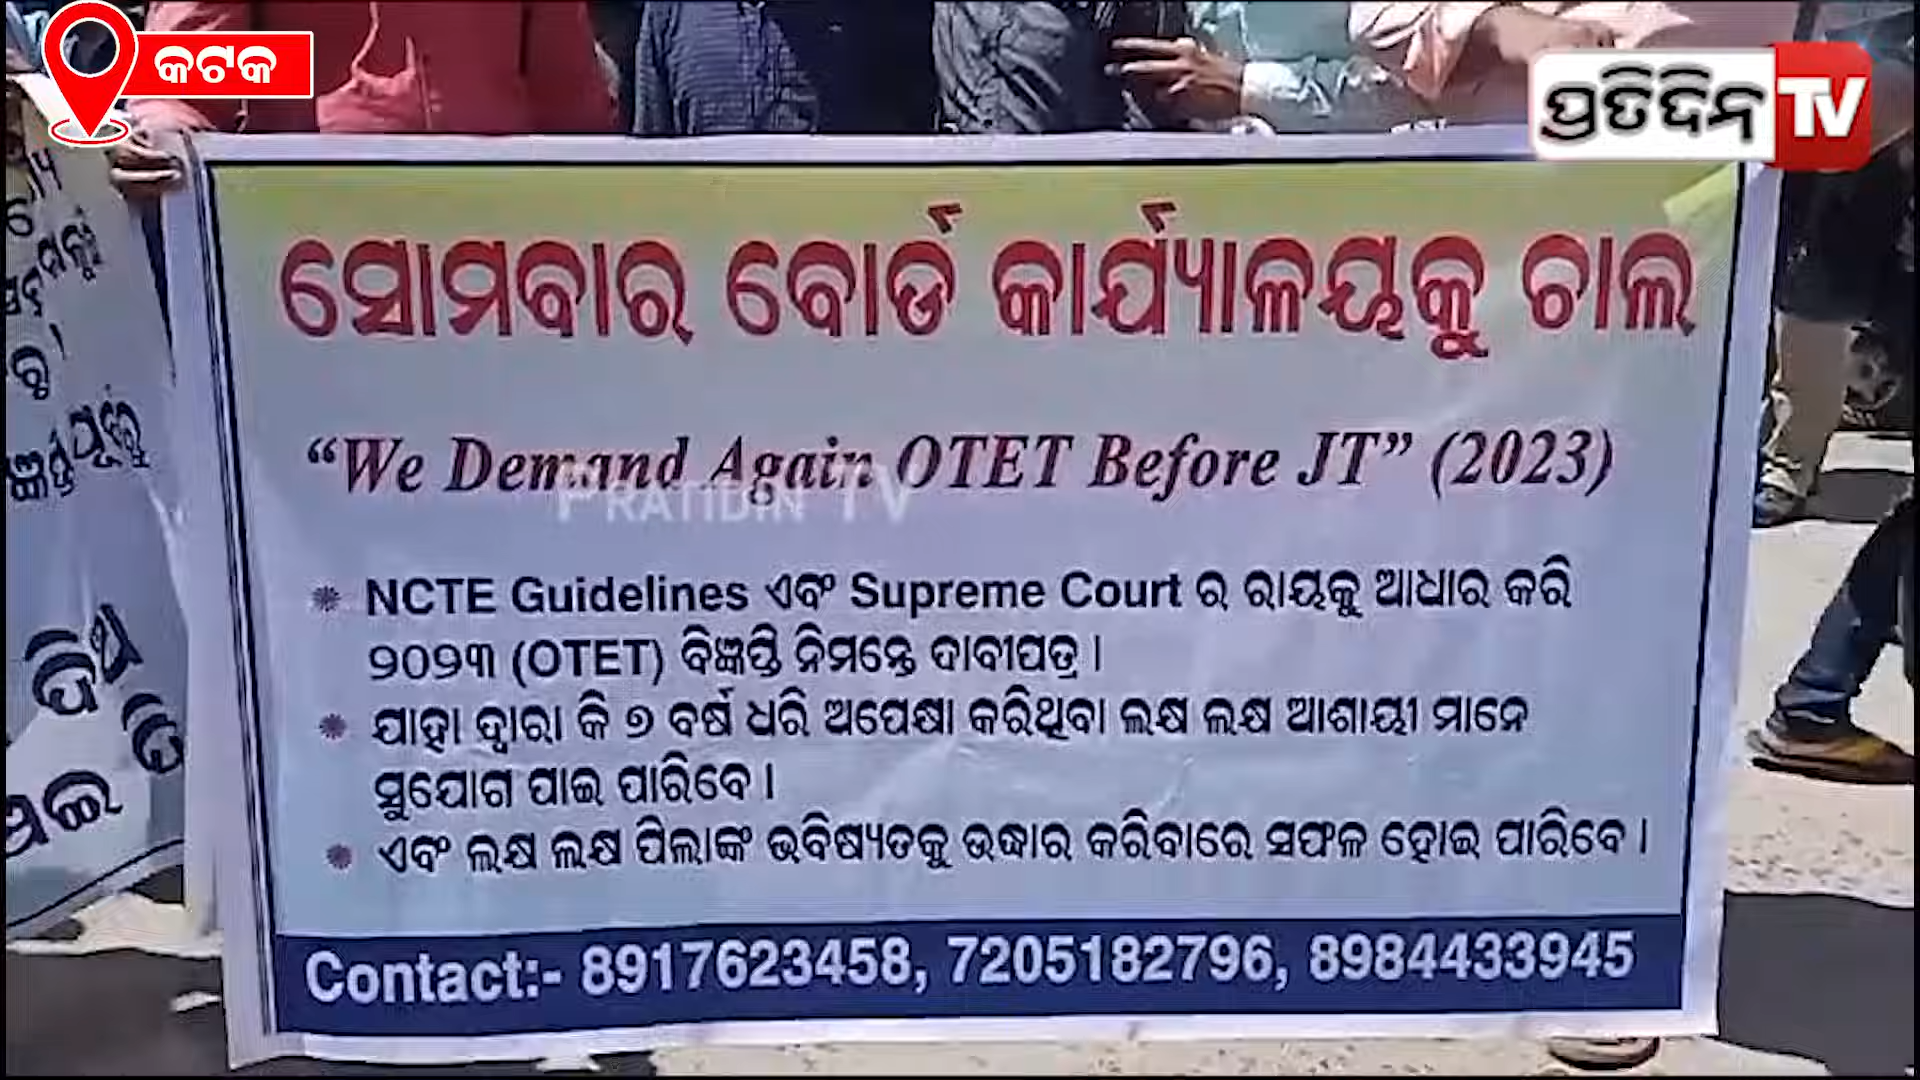 କଟକ
ପ୍ରତିଦିନ TV
ସୋମବାର ବୋର୍ଡ କାର୍ଯ୍ୟାଳୟକୁ ଚାଲ
“We Demand Again OTET Before JT” (2023)
PRATIDIN TV
NCTE Guidelines ଏବଂ Supreme Court ର ରାୟକୁ ଆଧାର କରି
୨୦୨୩ (OTET) ବିଜ୍ଞପ୍ତି ନିମନ୍ତେ ଦାବୀପତ୍ର ।
ଯାହା ଦ୍ୱାରା କି ୭ ବର୍ଷ ଧରି ଅପେକ୍ଷା କରିଥିବା ଲକ୍ଷ ଲକ୍ଷ ଆଶାୟୀ ମାନେ
ସୁଯୋଗ ପାଇ ପାରିବେ ।
ଏବଂ ଲକ୍ଷ ଲକ୍ଷ ପିଲାଙ୍କ ଭବିଷ୍ୟତକୁ ଉଦ୍ଧାର କରିବାରେ ସଫଳ ହୋଇ ପାରିବେ ।
Contact:- 8917623458, 7205182796, 8984433945